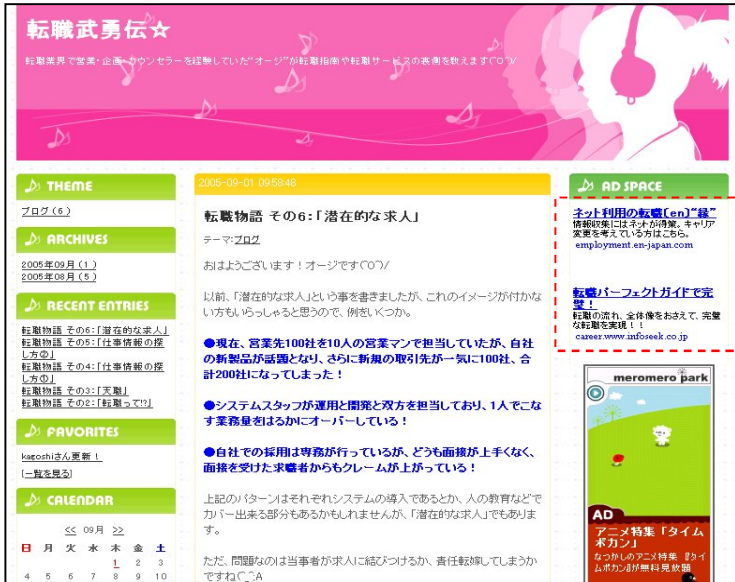 転職武勇伝☆
転職業界で営業・企画・カウンセラーを経験していた“オージ”が転職指南や転職サービスの裏側を教えます(^O^)/
THEME
ブログ (6)
ARCHIVES
2005年09月 (1)
2005年08月 (5)
RECENT ENTRIES
転職物語 その6:「潜在的な求人」
転職物語 その5:「仕事情報の探
し方②」
転職物語 その4:「仕事情報の探
し方①」
転職物語 その3:「天職」
転職物語 その2:「転職って!?」
FAVORITES
kagoshiさん更新！
[一覧を見る]
CALENDAR
<< 09月 >>
日 月 火 水 木 金 土
1 2 3
4 5 6 7 8 9 10
2005-09-01 09:58:48
転職物語 その6:「潜在的な求人」
テーマ:ブログ
おはようございます！オージです(^O^)/
以前、「潜在的な求人」という事を書きましたが、これのイメージが付かな
い方もいらっしゃると思うので、例をいくつか。
●現在、営業先100社を10人の営業マンで担当していたが、自社
の新製品が話題となり、さらに新規の取引先が一気に100社、合
計200社になってしまった！
●システムスタッフが運用と開発と双方を担当しており、1人でこな
す業務量をはるかにオーバーしている！
●自社での採用は専務が行っているが、どうも面接が上手くなく、
面接を受けた求職者からもクレームが上がっている！
上記のパターンはそれぞれシステムの導入であるとか、人の教育などで
カバー出来る部分もあるかもしれませんが、「潜在的な求人」でもありま
す。
ただ、問題なのは当事者が求人に結びつけるか、責任転嫁してしまうか
ですね(^_^;A
AD SPACE
ネット利用の転職[en]“縁”
情報収集にはネットが得策。キャリア
変更を考えている方はこちら。
employment.en-japan.com
転職パーフェクトガイドで完
璧！
転職の流れ、全体像をおさえて、完璧
な転職を実現！！
career.www.infoseek.co.jp
meromero park
AD
アニメ特集「タイム
ボカン」
なつかしのアニメ特集 『タイ
ムボカン』が無料見放題